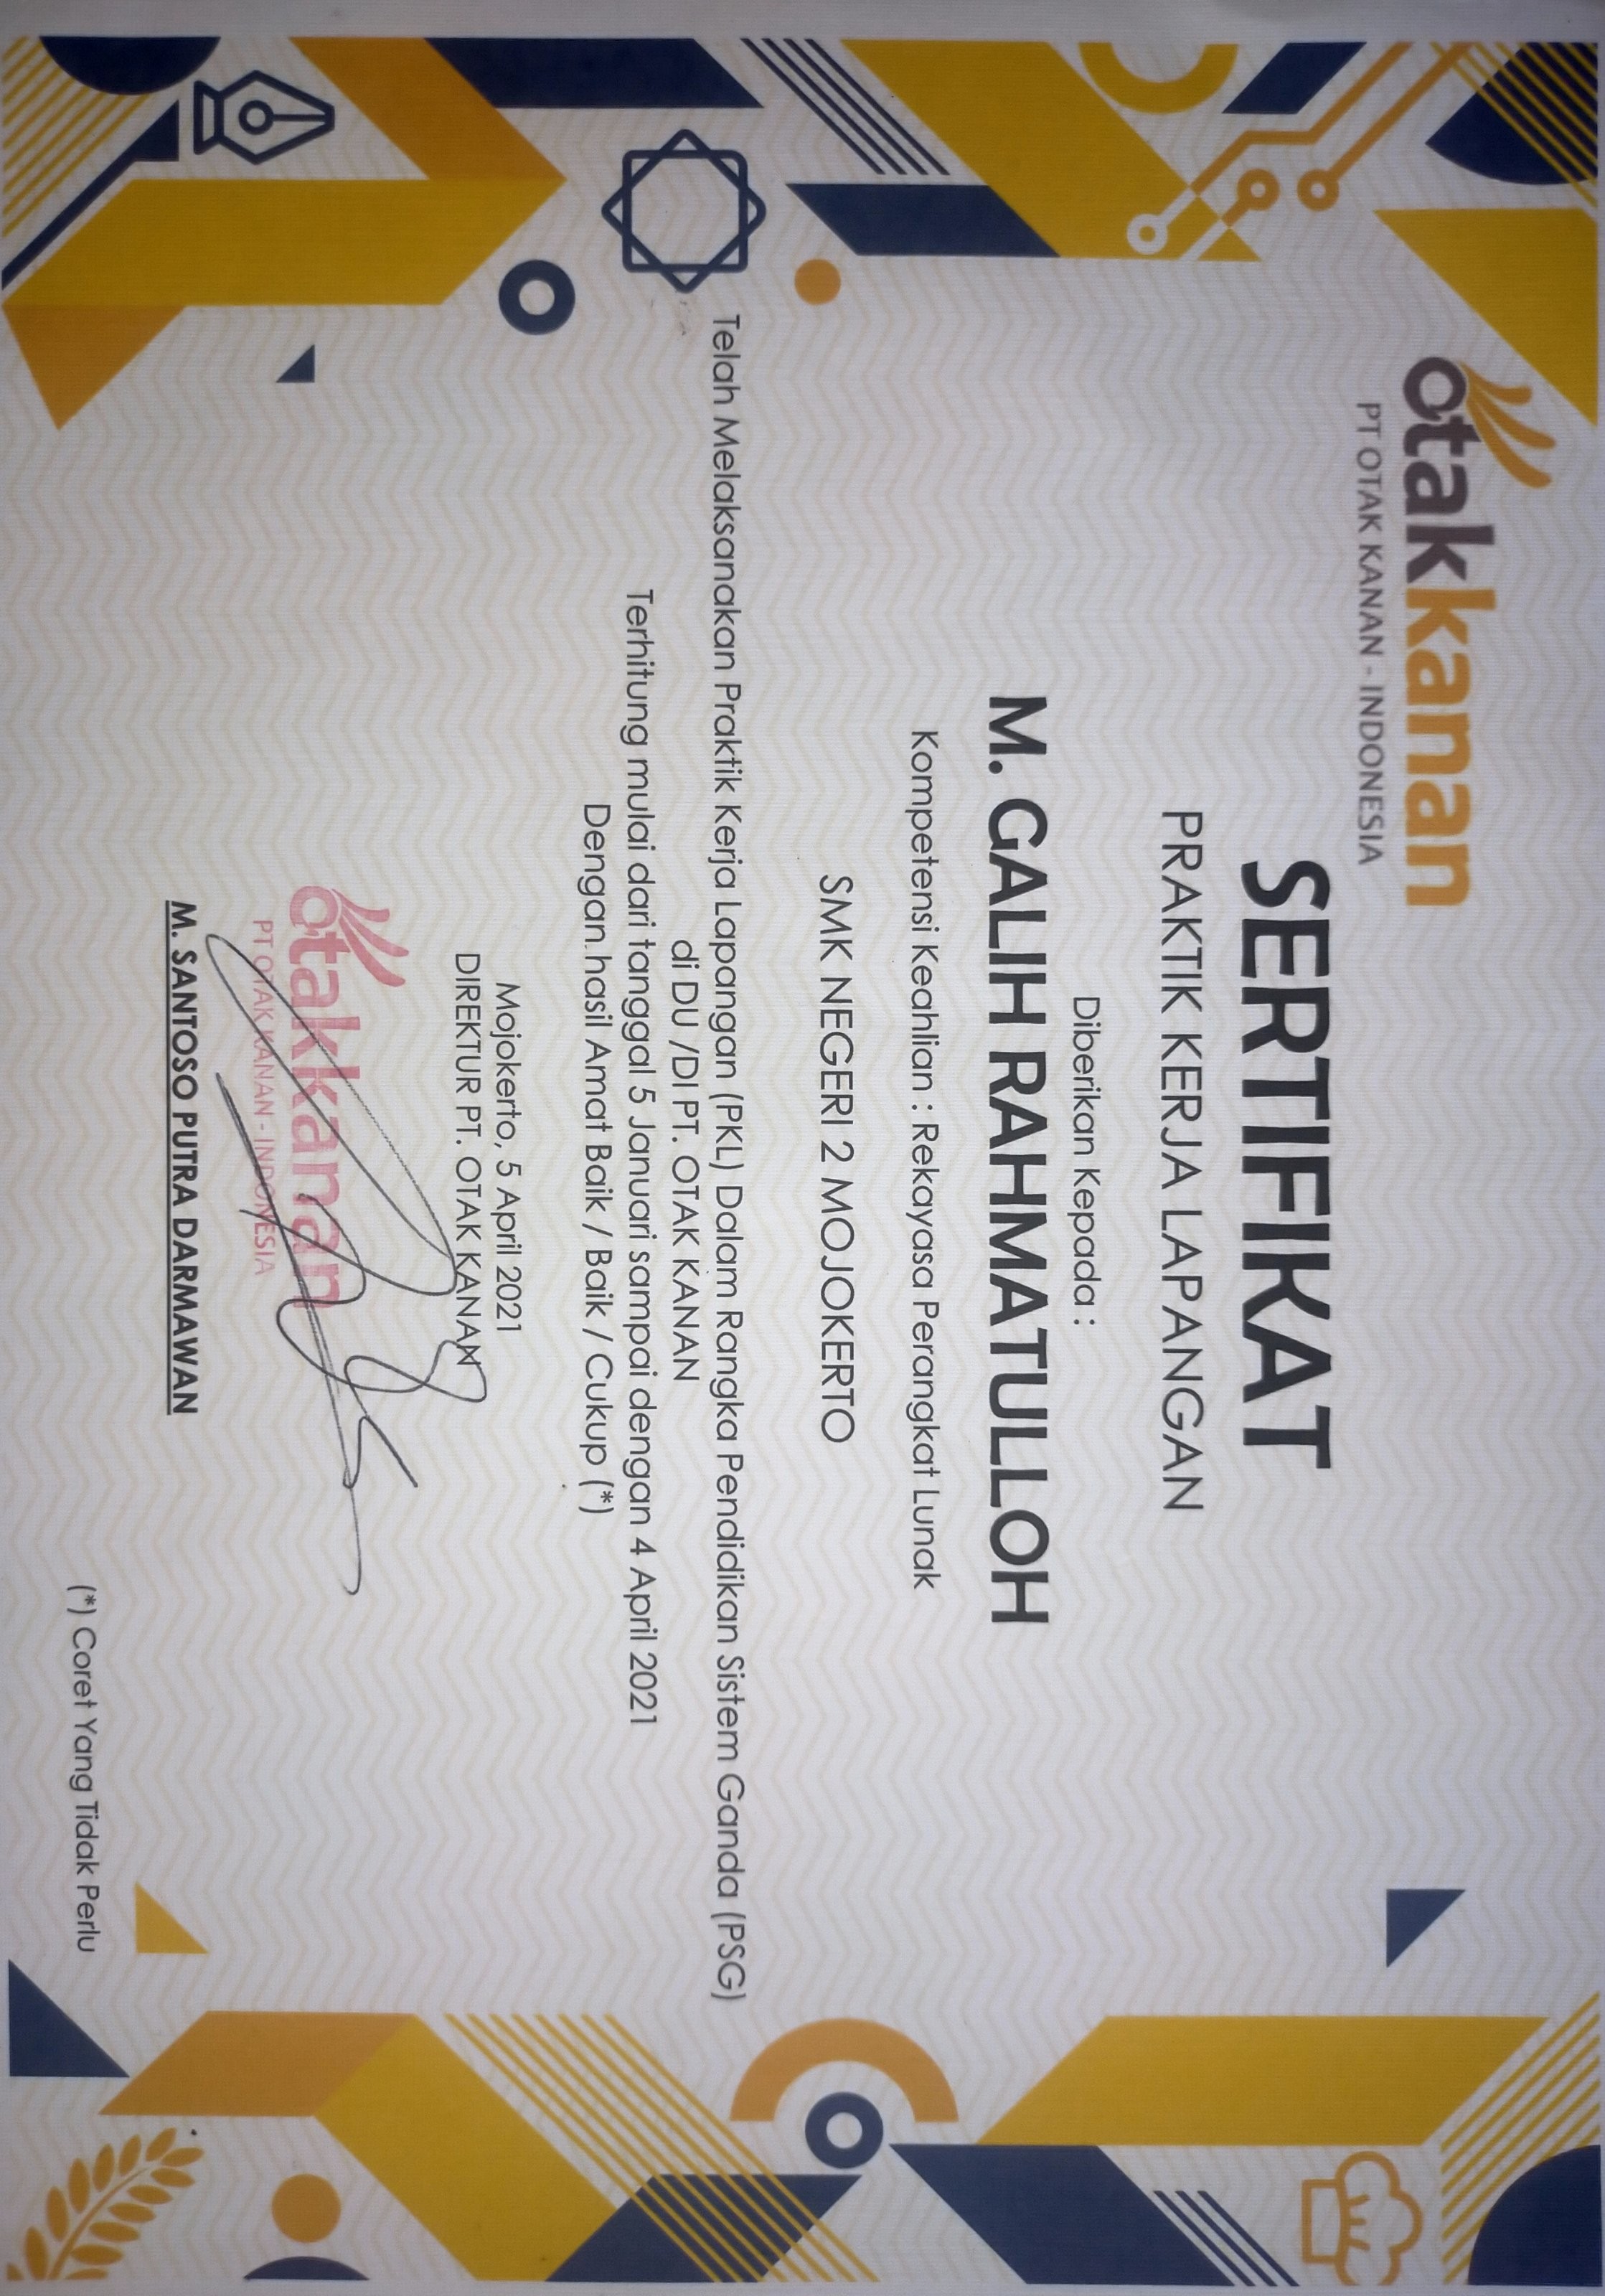 otakkanan
PT OTAK KANAN - INDONESIA
SERTIFIKAT
PRAKTIK KERJA LAPANGAN
Diberikan Kepada :
M. GALIH RAHMATULLOH
Kompetensi Keahlian : Rekayasa Perangkat Lunak
SMK NEGERI 2 MOJOKERTO
Telah Melaksanakan Praktik Kerja Lapangan (PKL) Dalam Rangka Pendidikan Sistem Ganda (PSG)
di DU /DI PT. OTAK KANAN
Terhitung mulai dari tanggal 5 Januari sampai dengan 4 April 2021
Dengan hasil Amat Baik / Baik / Cukup (*)
Mojokerto, 5 April 2021
DIREKTUR PT. OTAK KANAN
otakkanan
PT OTAK KANAN - INDONESIA
M. SANTOSO PUTRA DARMAWAN
(*) Coret Yang Tidak Perlu